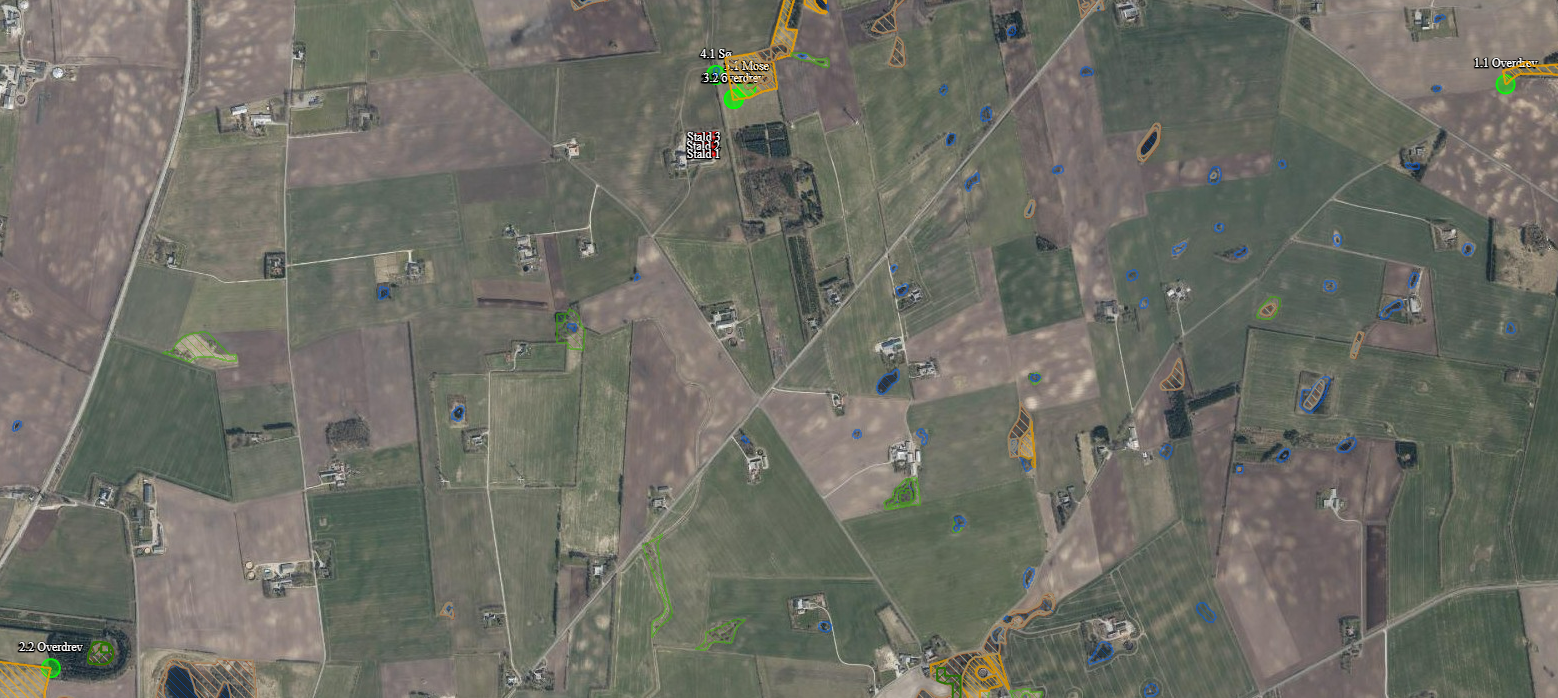 4.1 Sø
3.1 Mose
3.2 overdrev
1.1 Overdrev
Stald 3
Stald 2
Stald 1
2.2 Overdrev